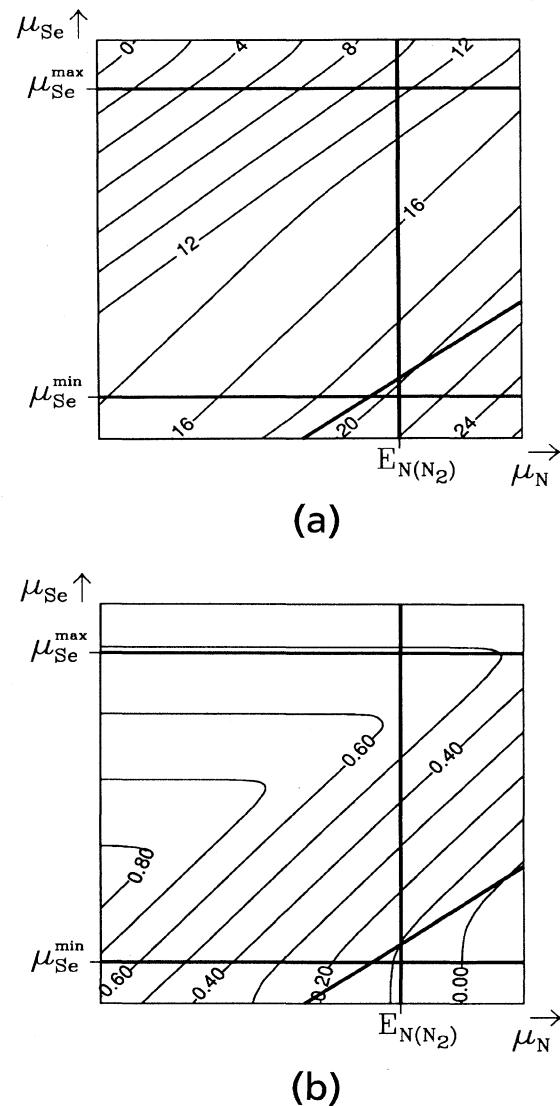 μSe ↑
0 4 8 12
μSe max
16
12
μSe min
16 20 24
EN(N2) μN →
(a)
μSe ↑
μSe max
0.60 0.40
0.80
μSe min
0.60 0.40 0.20 0.00
EN(N2) μN →
(b)